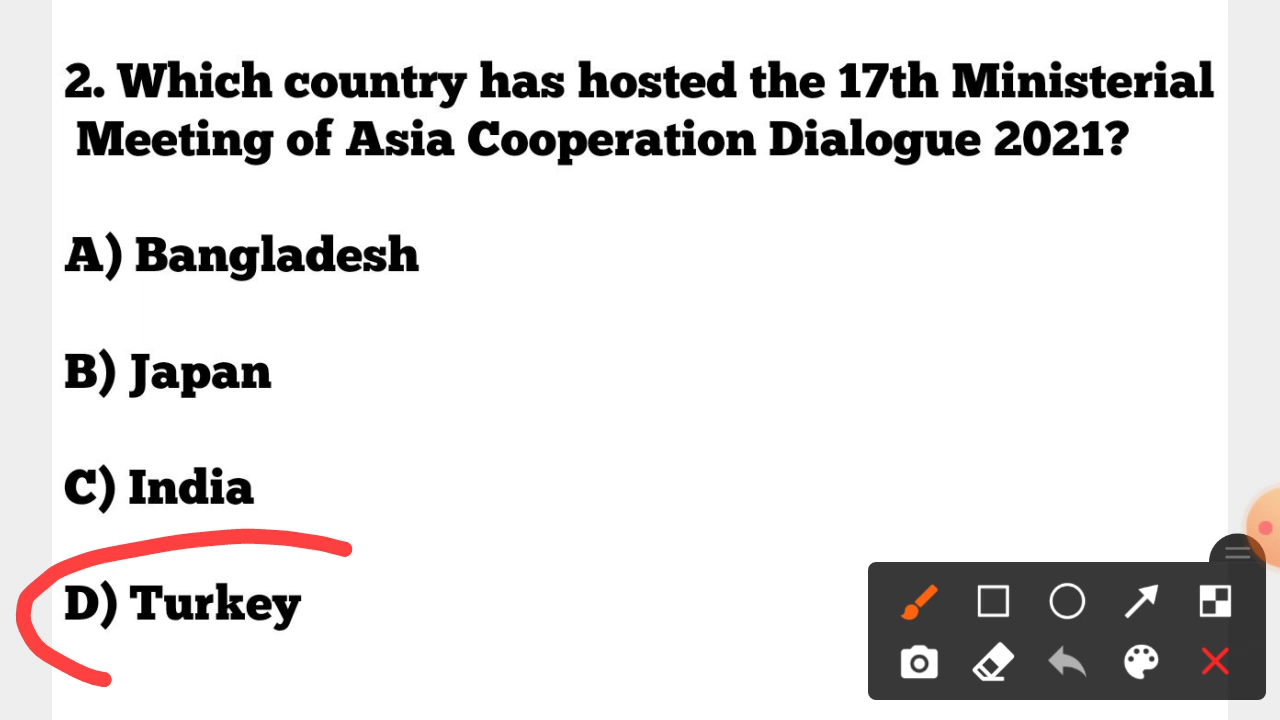 2. Which country has hosted the 17th Ministerial
Meeting of Asia Cooperation Dialogue 2021?
A) Bangladesh
B) Japan
C) India
D) Turkey